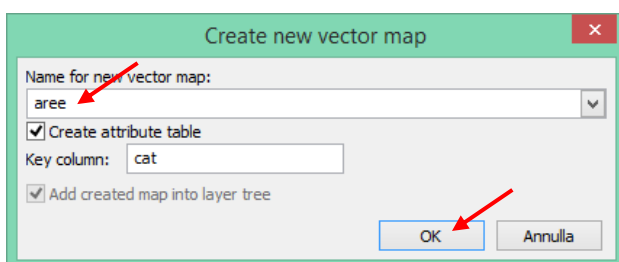 Create new vector map
Name for new vector map:
aree
Create attribute table
Key column: cat
Add created map into layer tree
OK Annulla